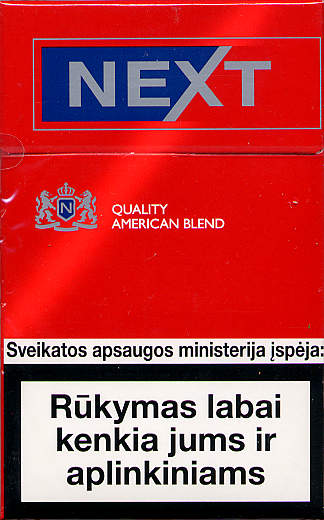 NEXT
N
QUALITY
AMERICAN BLEND
Sveikatos apsaugos ministerija įspėja:
Rūkymas labai
kenkia jums ir
aplinkiniams